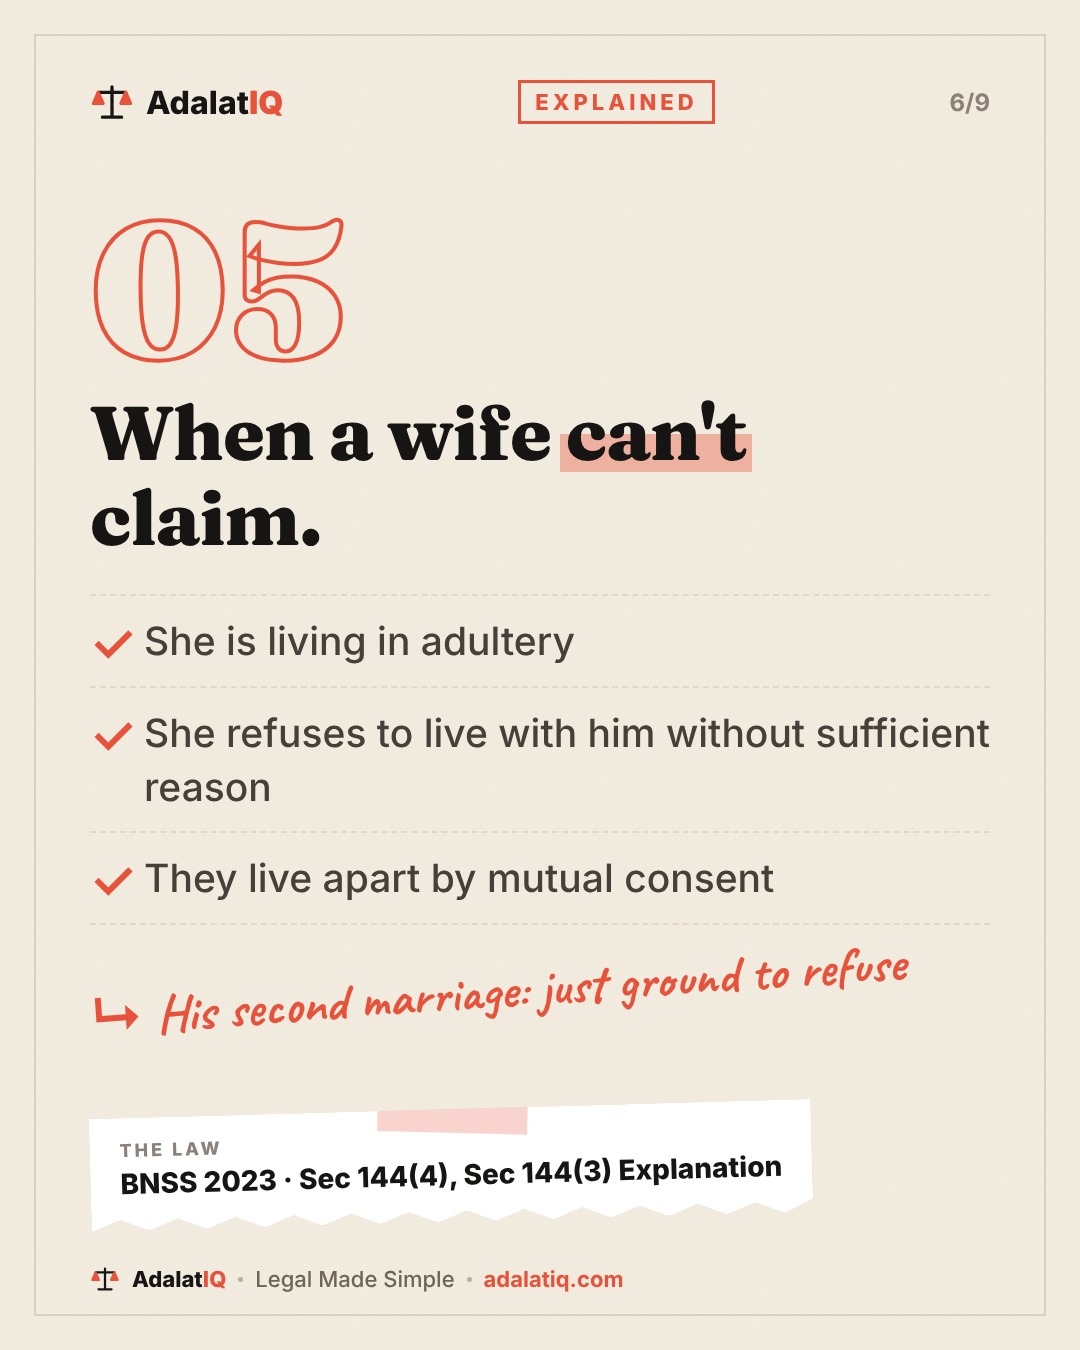 AdalatIQ
EXPLAINED
6/9
05
When a wife can't
claim.
She is living in adultery
She refuses to live with him without sufficient
reason
They live apart by mutual consent
His second marriage: just ground to refuse
THE LAW
BNSS 2023 · Sec 144(4), Sec 144(3) Explanation
AdalatIQ • Legal Made Simple • adalatiq.com